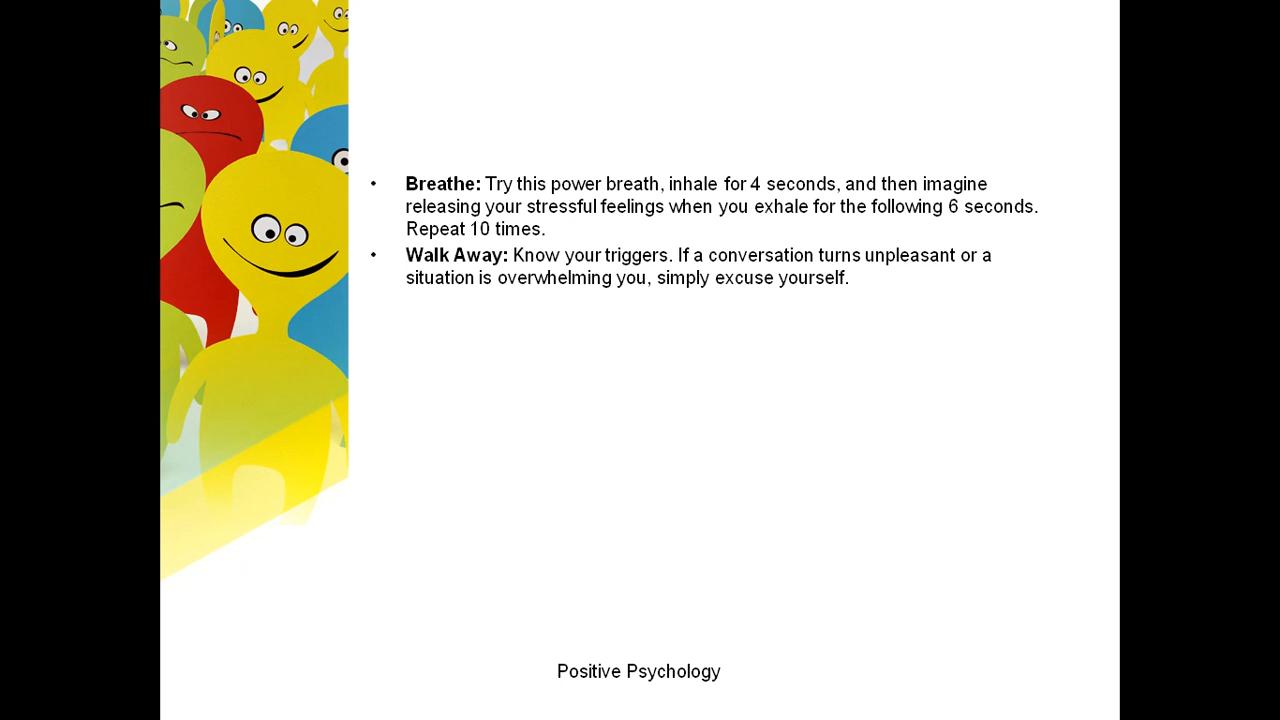 • Breathe: Try this power breath, inhale for 4 seconds, and then imagine
releasing your stressful feelings when you exhale for the following 6 seconds.
Repeat 10 times.
• Walk Away: Know your triggers. If a conversation turns unpleasant or a
situation is overwhelming you, simply excuse yourself.
Positive Psychology